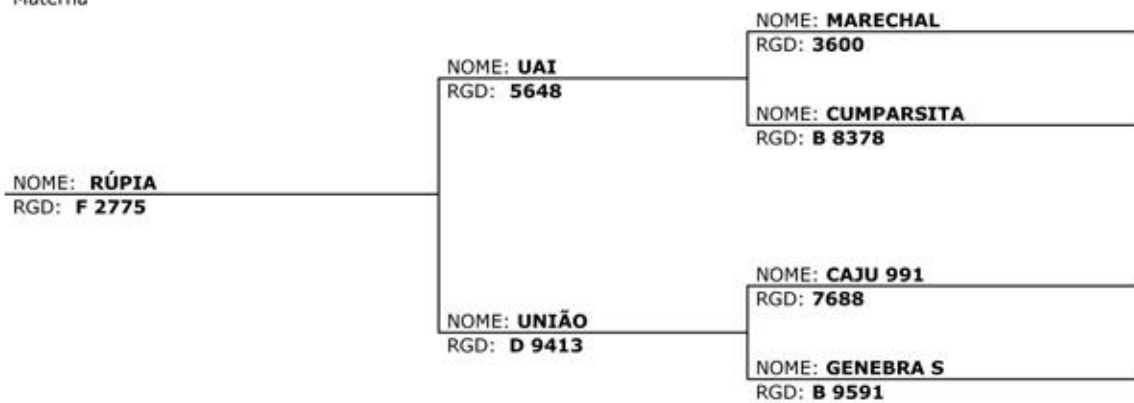 Materna
NOME: MARECHAL
RGD: 3600
NOME: UAI
RGD: 5648
NOME: CUMPARSITA
RGD: B 8378
NOME: RÚPIA
RGD: F 2775
NOME: CAJU 991
RGD: 7688
NOME: UNIÃO
RGD: D 9413
NOME: GENEBRA S
RGD: B 9591